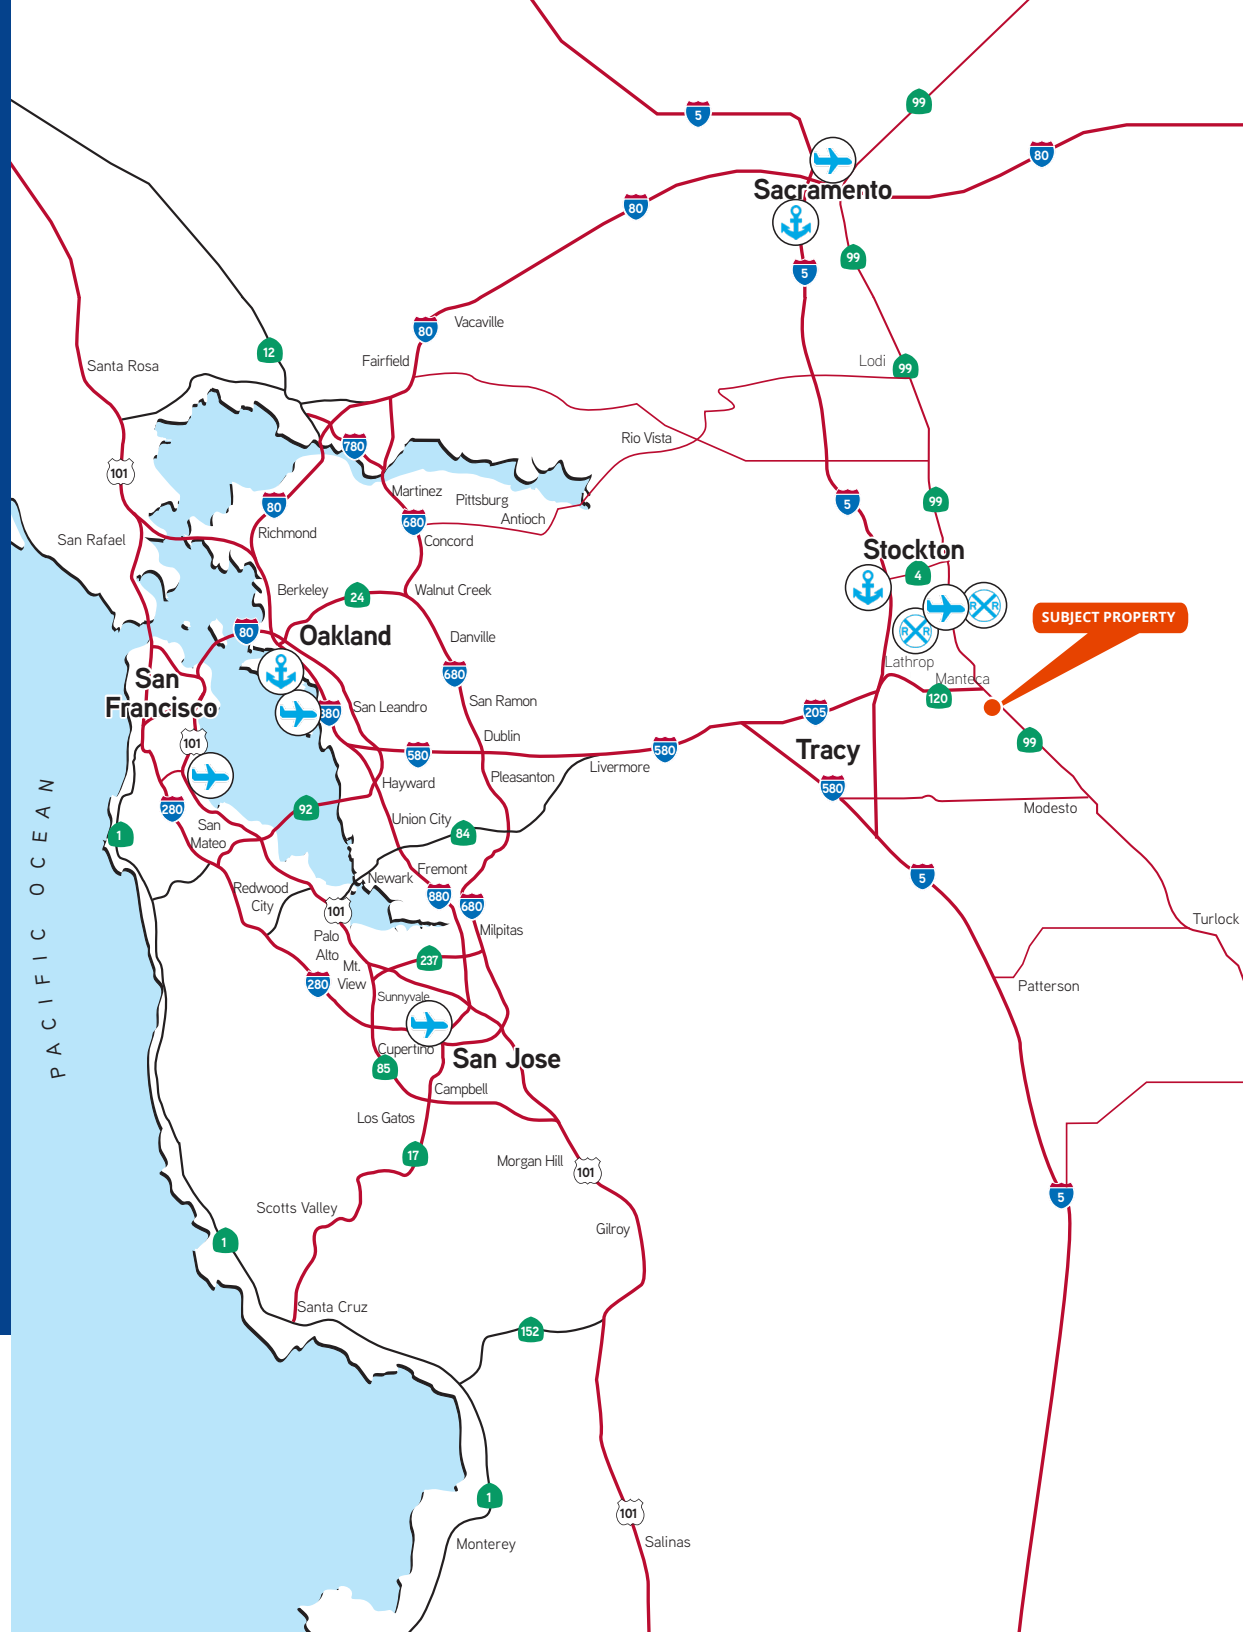 99
5
80
Sacramento
80
99
5
80
Vacaville
12
Fairfield
Santa Rosa
Lodi
99
Rio Vista
780
101
Martinez
Pittsburg
99
5
80
Antioch
680
Richmond
San Rafael
Concord
Stockton
4
Berkeley
24
Walnut Creek
R R
SUBJECT PROPERTY
80
Oakland
Danville
R R
Lathrop
680
San
Francisco
Manteca
120
San Ramon
San Leandro
205
880
Dublin
101
99
580
580
Tracy
Livermore
Pleasanton
Hayward
580
PACIFIC OCEAN
280
92
Modesto
Union City
84
San
Mateo
1
Fremont
Newark
5
Redwood
City
880
680
101
Turlock
Milpitas
Palo
Alto
237
Mt.
View
280
Patterson
Sunnyvale
Cupertino
San Jose
85
Campbell
Los Gatos
17
Morgan Hill
101
5
Scotts Valley
Gilroy
1
Santa Cruz
152
1
101
Monterey
Salinas